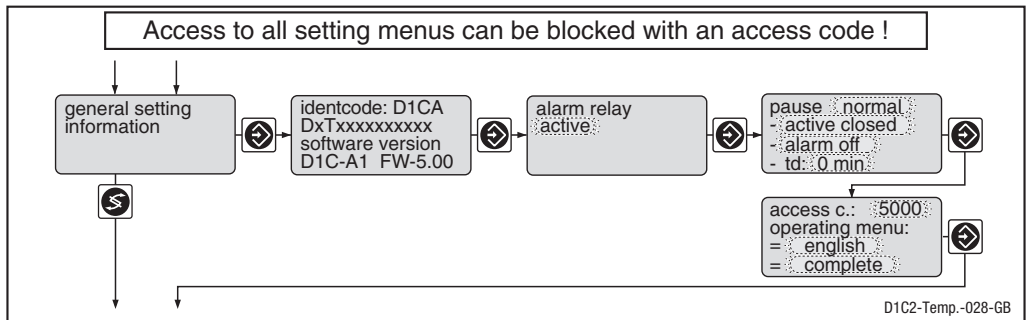 Access to all setting menus can be blocked with an access code !
general setting
information
identcode: D1CA
DxTxxxxxxxxxx
software version
D1C-A1 FW-5.00
alarm relay
active
pause normal
- active closed
- alarm off
- td: 0 min.
access c.: 5000
operating menu:
= english
= complete
D1C2-Temp.-028-GB